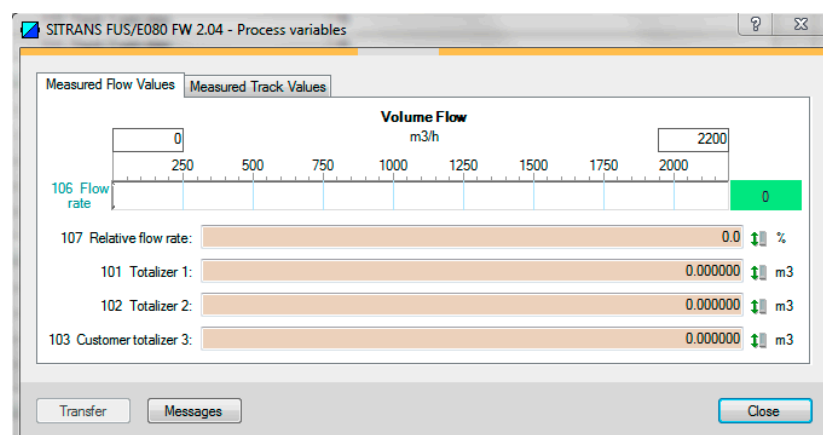 SITRANS FUS/E080 FW 2.04 - Process variables
Measured Flow Values Measured Track Values
Volume Flow
m3/h
0 2200
250 500 750 1000 1250 1500 1750 2000
106 Flow
rate
0
107 Relative flow rate: 0.0 %
101 Totalizer 1: 0.000000 m3
102 Totalizer 2: 0.000000 m3
103 Customer totalizer 3: 0.000000 m3
Transfer Messages Close